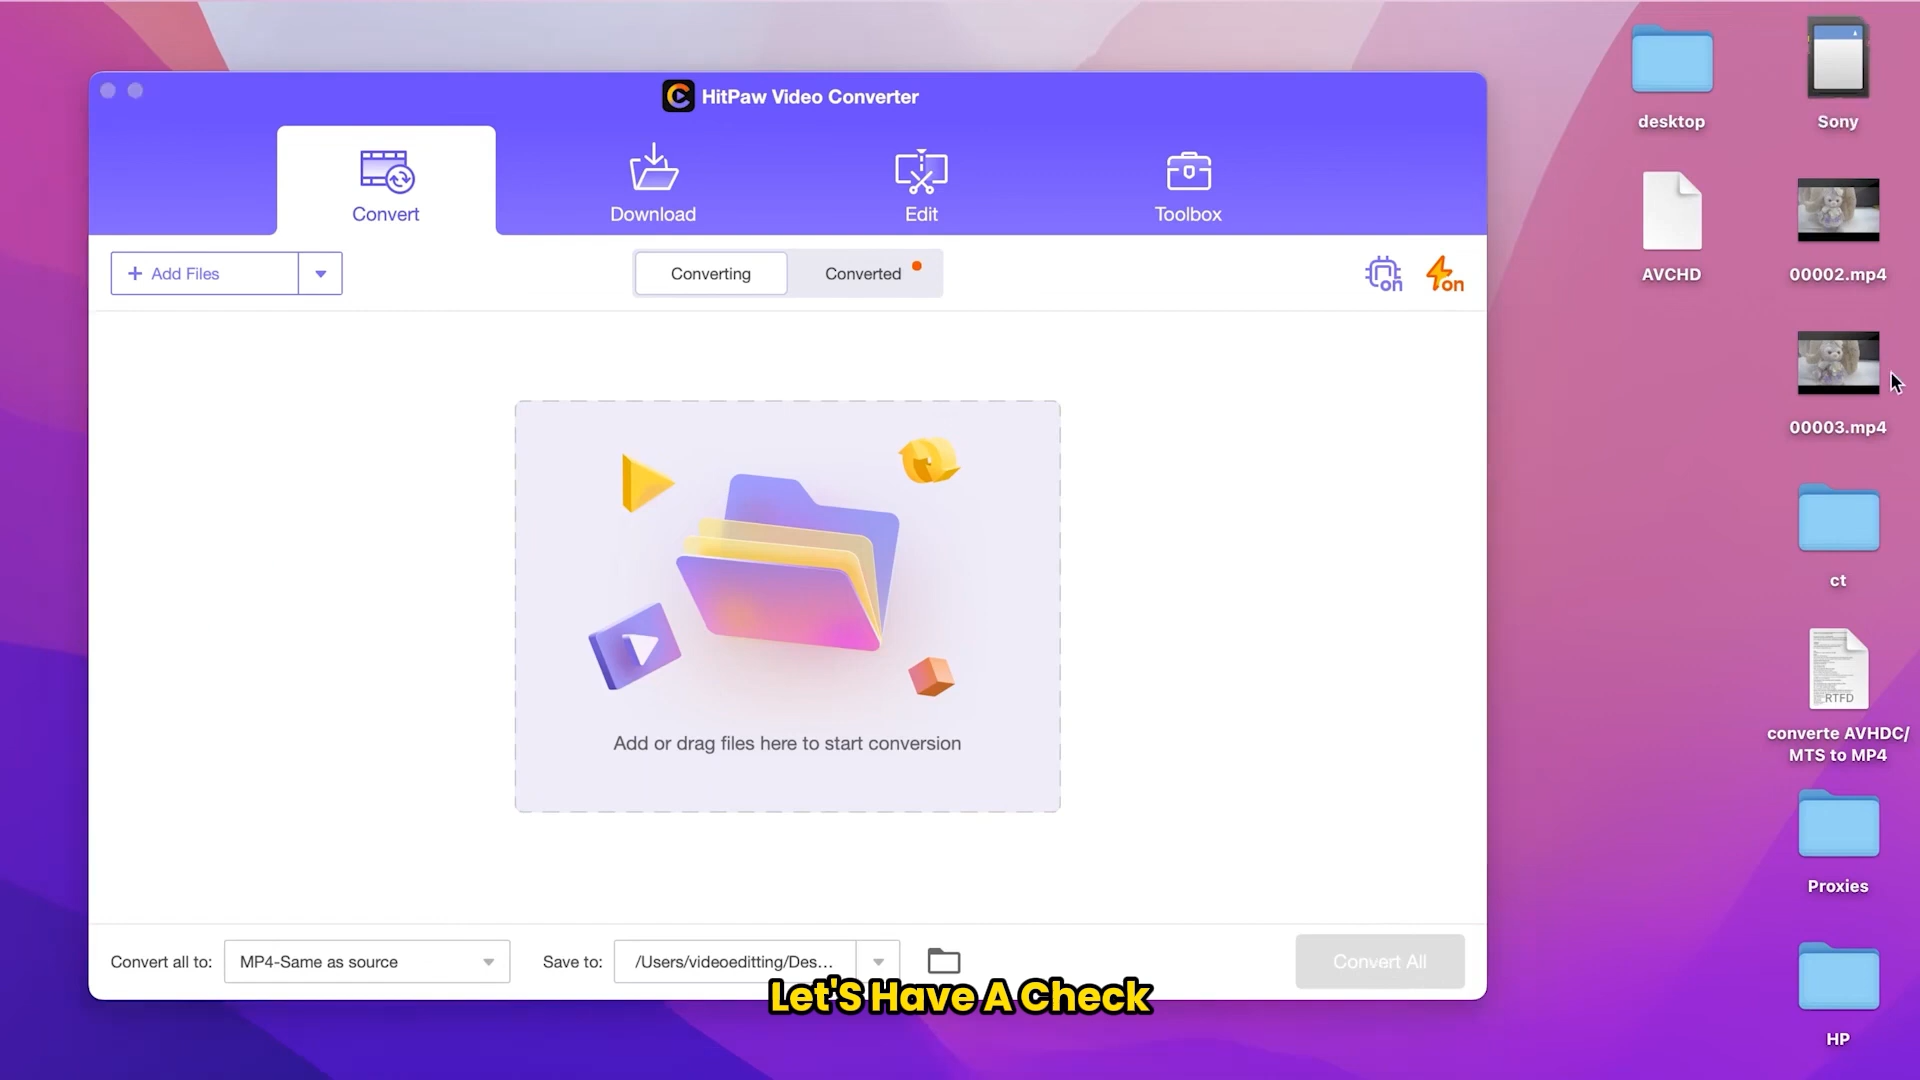 HitPaw Video Converter
Convert
Download
Edit
Toolbox
+ Add Files
Converting
Converted
on
on
Add or drag files here to start conversion
Convert all to:
MP4-Same as source
Save to:
/Users/videoeditting/Des...
Convert All
Let'S Have A Check
desktop
Sony
AVCHD
00002.mp4
00003.mp4
ct
RTFD
converte AVHDC/
MTS to MP4
Proxies
HP